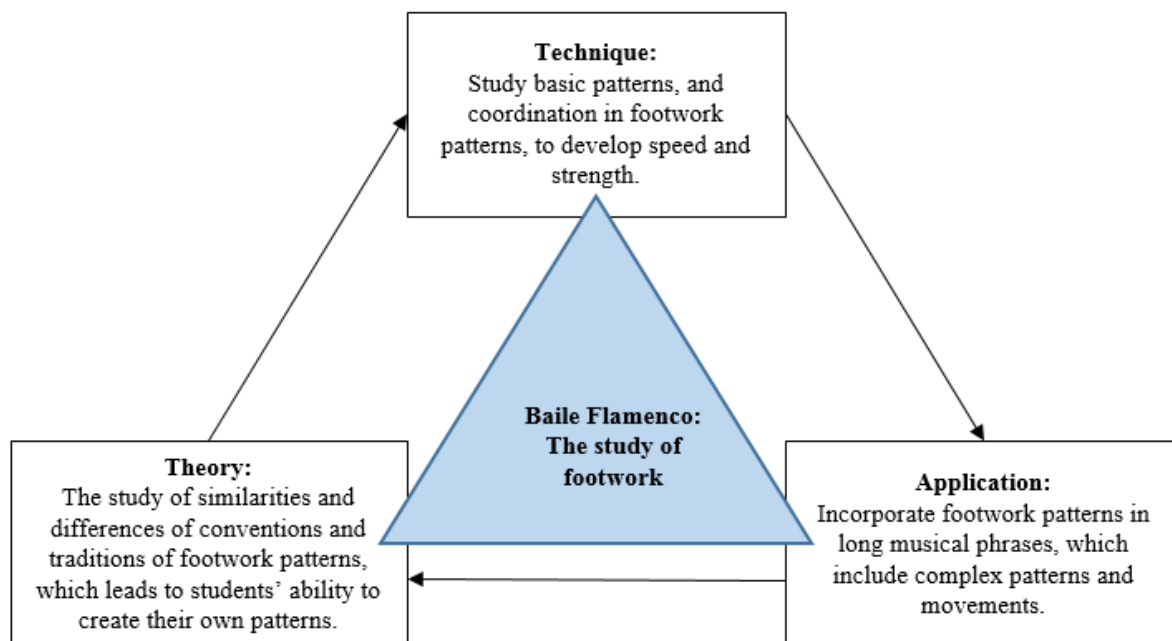 Technique:
Study basic patterns, and
coordination in footwork
patterns, to develop speed and
strength.
Baile Flamenco:
The study of
footwork
Theory:
The study of similarities and
differences of conventions and
traditions of footwork patterns,
which leads to students’ ability to
create their own patterns.
Application:
Incorporate footwork patterns in
long musical phrases, which
include complex patterns and
movements.